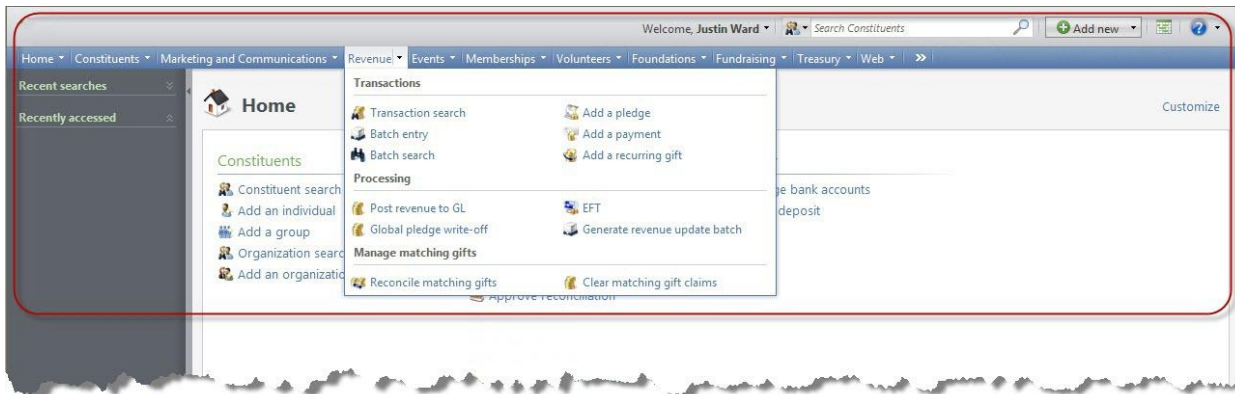 Welcome, Justin Ward Search Constituents Add new
Home Constituents Marketing and Communications Revenue Events Memberships Volunteers Foundations Fundraising Treasury Web »
Recent searches
Recently accessed
Home
Customize
Transactions
Transaction search Add a pledge
Batch entry Add a payment
Batch search Add a recurring gift
Processing
Post revenue to GL EFT
Global pledge write-off Generate revenue update batch
Manage matching gifts
Reconcile matching gifts Clear matching gift claims
Constituents
Constituent search
Add an individual
Add a group
Organization searc
Add an organizatio
bank accounts
deposit
Approve reconciliation